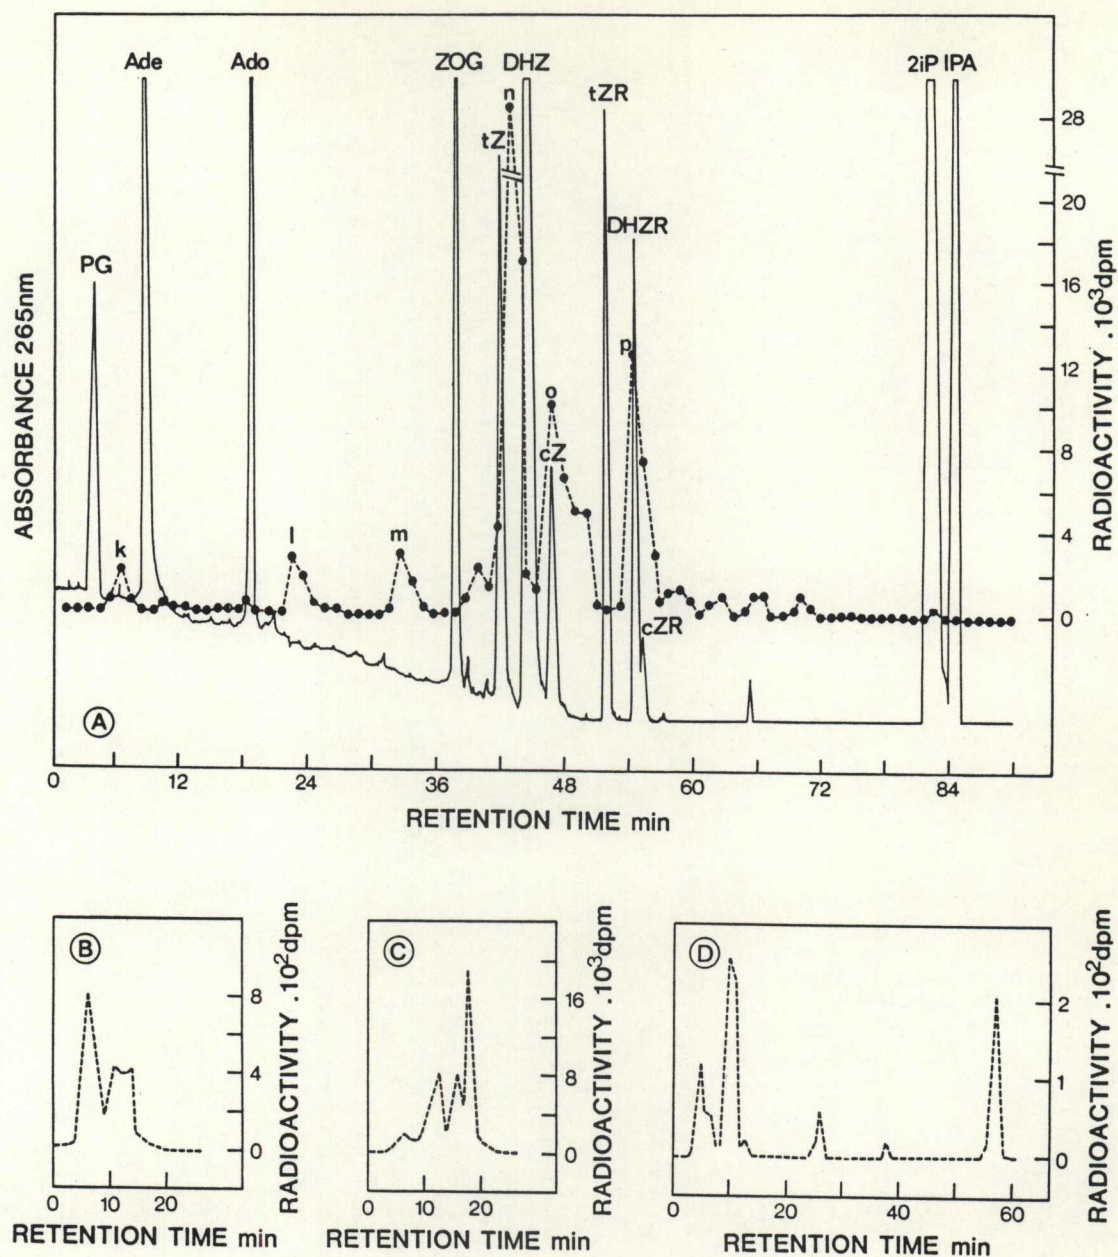 Ade Ado ZOG DHZ 2iP IPA
n tZR
28
tZ
20
DHZR
PG
16
p
12
o
cZ
8
l m
k
4
cZR
0
ABSORBANCE 265nm
RADIOACTIVITY .10³dpm
A
0 12 24 36 48 60 72 84
RETENTION TIME min
B
8
4
0
RADIOACTIVITY .10²dpm
0 10 20
RETENTION TIME min
C
16
8
0
RADIOACTIVITY .10³dpm
0 10 20
RETENTION TIME min
D
2
1
0
RADIOACTIVITY .10²dpm
0 20 40 60
RETENTION TIME min